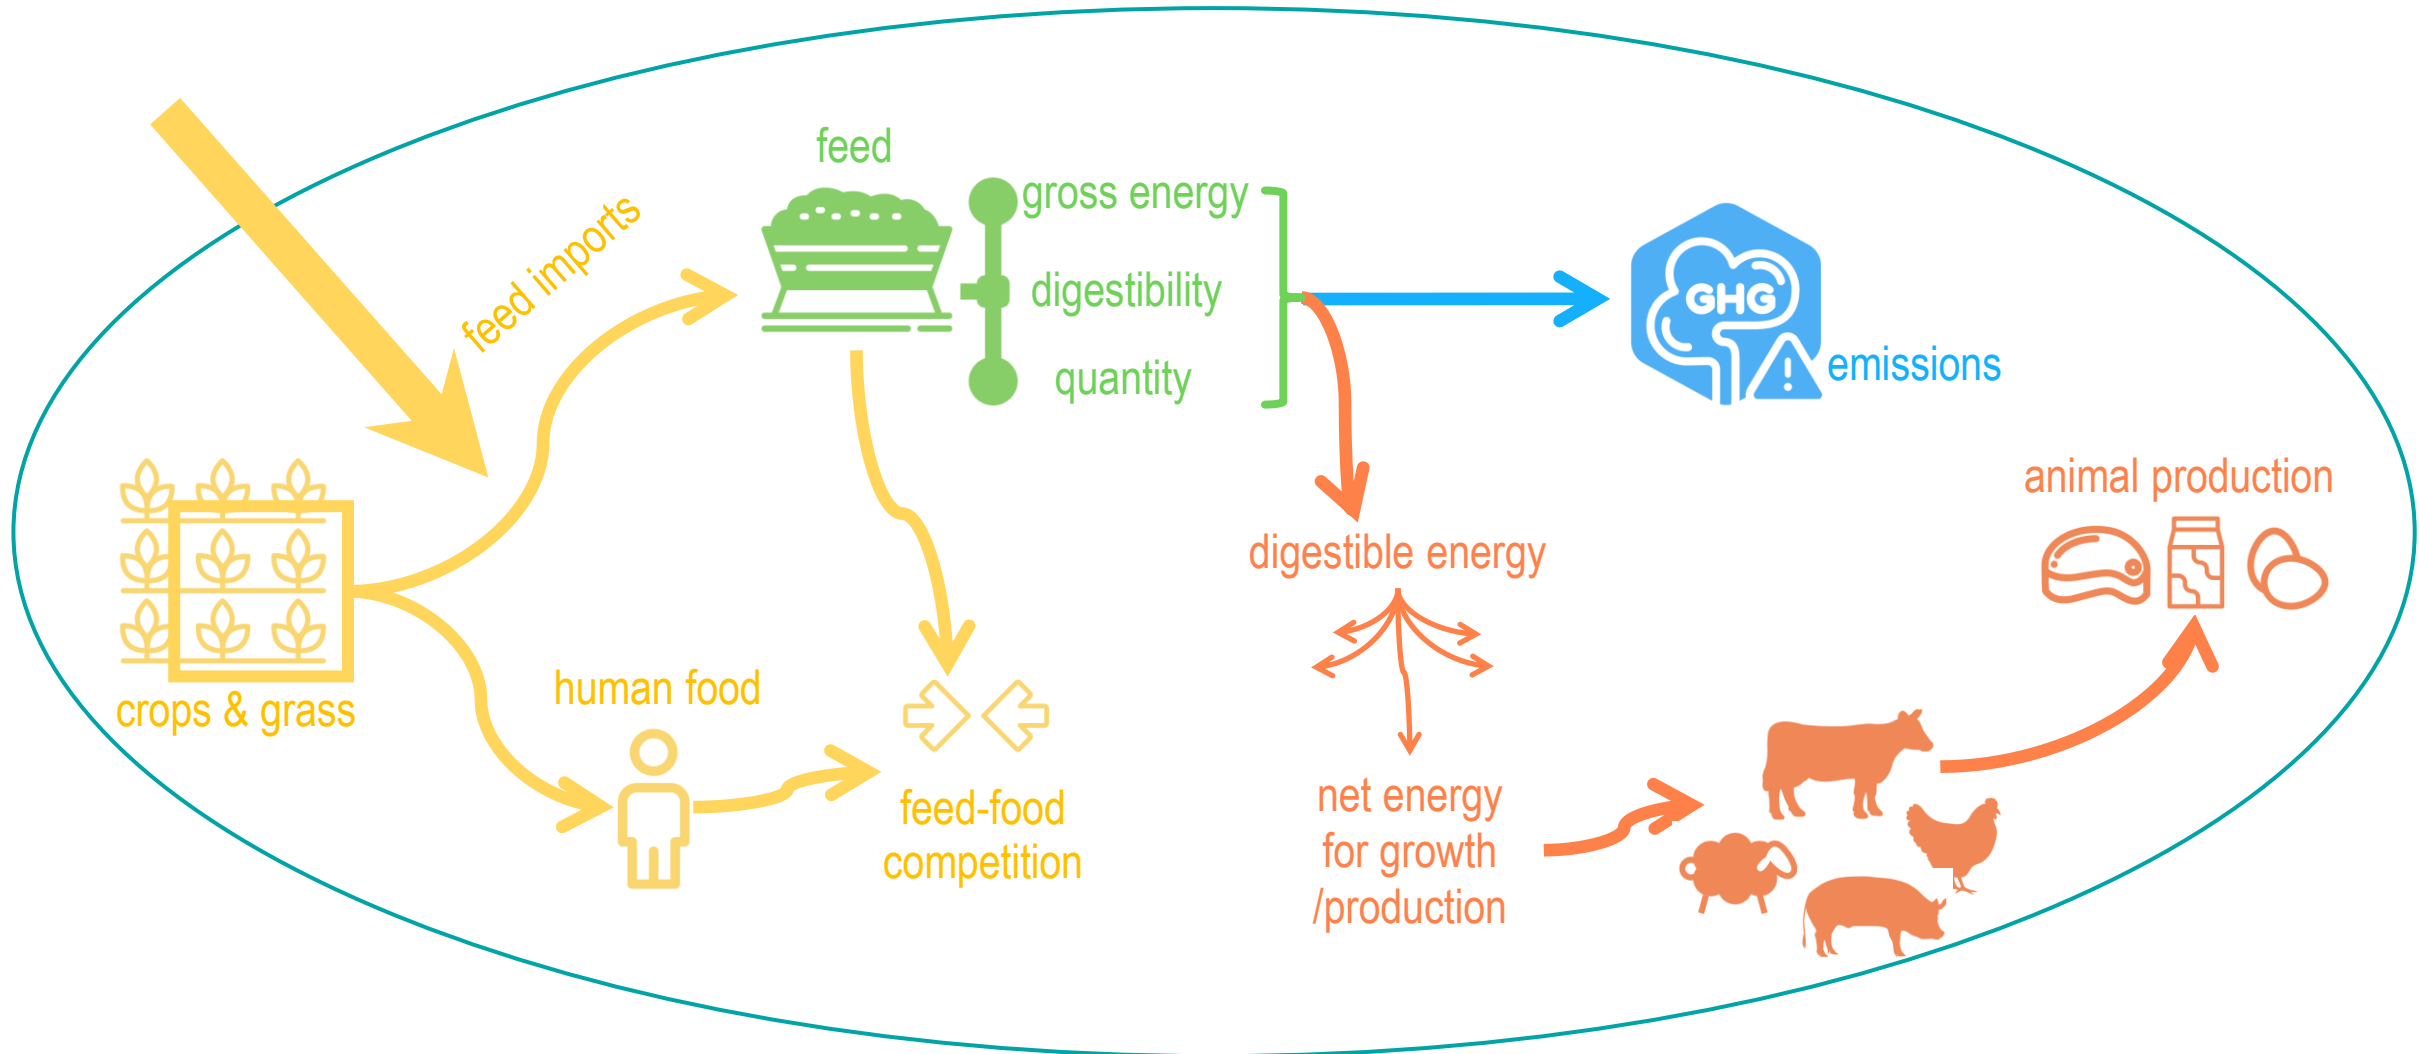 feed
gross energy
feed imports
digestibility
GHG
quantity
emissions
animal production
digestible energy
crops & grass
human food
net energy
for growth
/production
feed-food
competition